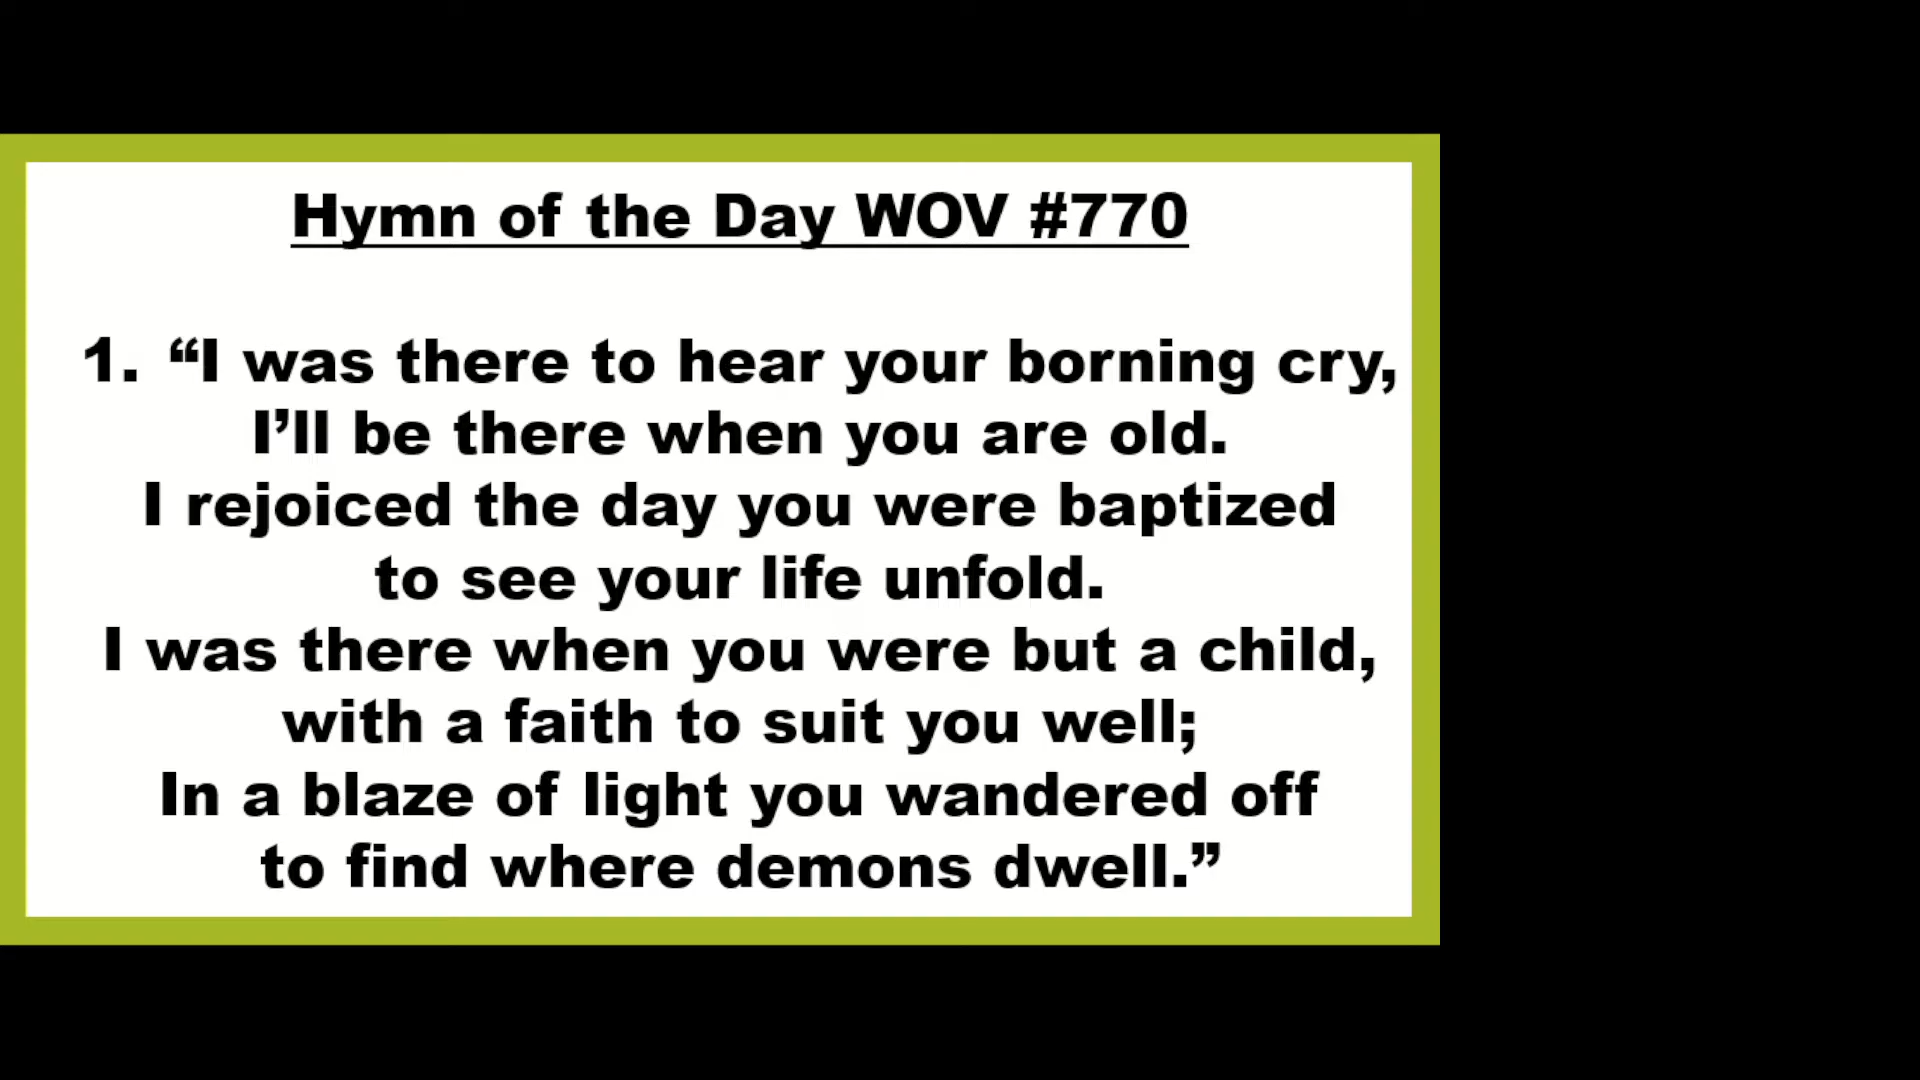 Hymn of the Day WOV #770
1. “I was there to hear your borning cry,
I’ll be there when you are old.
I rejoiced the day you were baptized
to see your life unfold.
I was there when you were but a child,
with a faith to suit you well;
In a blaze of light you wandered off
to find where demons dwell.”